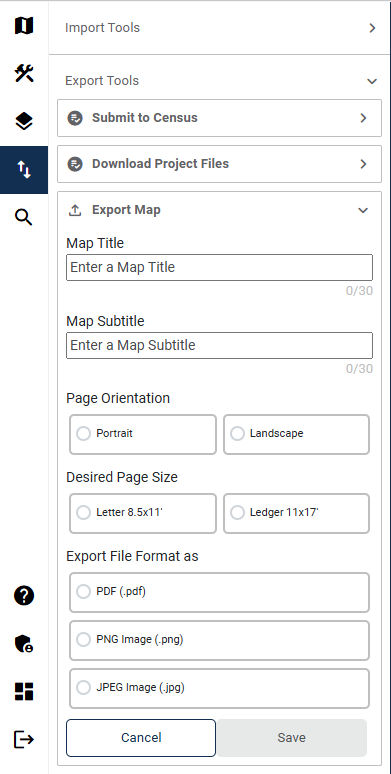 Import Tools
Export Tools
Submit to Census
Download Project Files
Export Map
Map Title
Enter a Map Title
0/30
Map Subtitle
Enter a Map Subtitle
0/30
Page Orientation
Portrait Landscape
Desired Page Size
Letter 8.5x11' Ledger 11x17'
Export File Format as
PDF (.pdf)
PNG Image (.png)
JPEG Image (.jpg)
Cancel Save